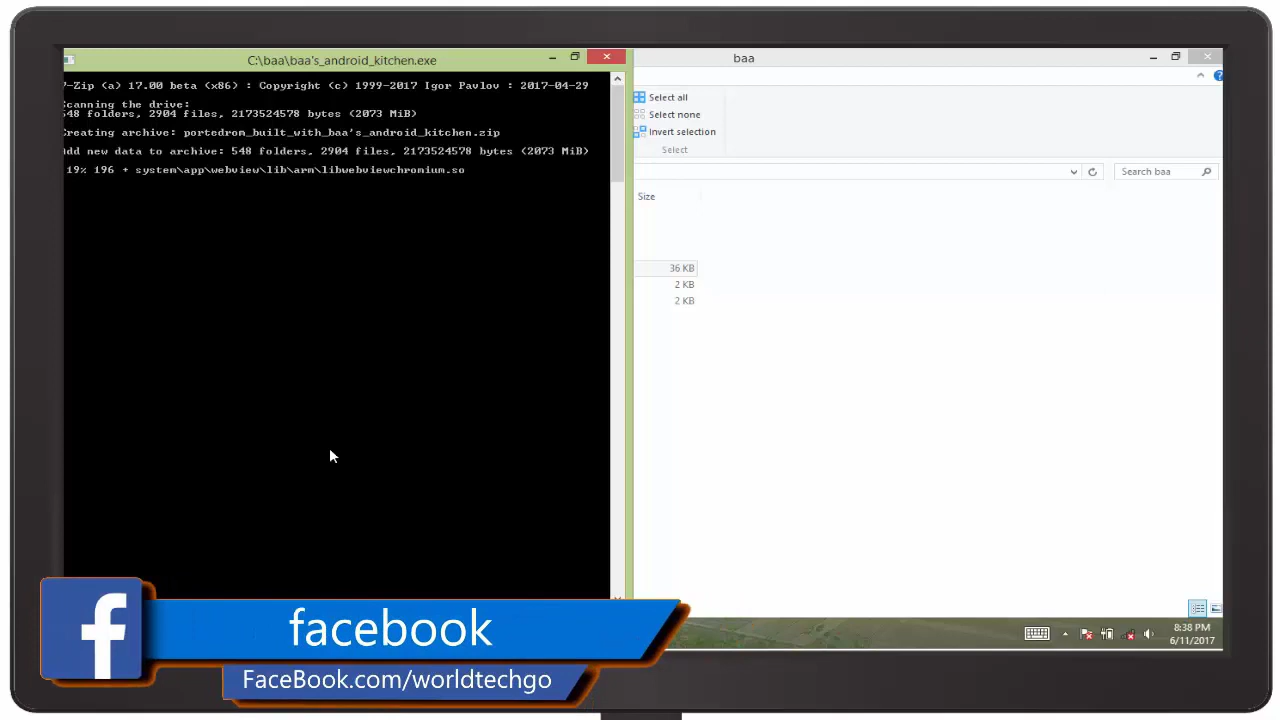 C:\baa\baa's_android_kitchen.exe
7-Zip (a) 17.00 beta (x86) : Copyright (c) 1999-2017 Igor Pavlov : 2017-04-29
Scanning the drive:
548 folders, 2904 files, 2173524578 bytes (2073 MiB)
Creating archive: portedrom_built_with_baa's_android_kitchen.zip
Add new data to archive: 548 folders, 2904 files, 2173524578 bytes (2073 MiB)
19% 196 + system\app\webview\lib\arm\libwebviewchromium.so
baa
Select all
Select none
Invert selection
Select
Search baa
Size
36 KB
2 KB
2 KB
8:38 PM
6/11/2017
f
facebook
FaceBook.com/worldtechgo